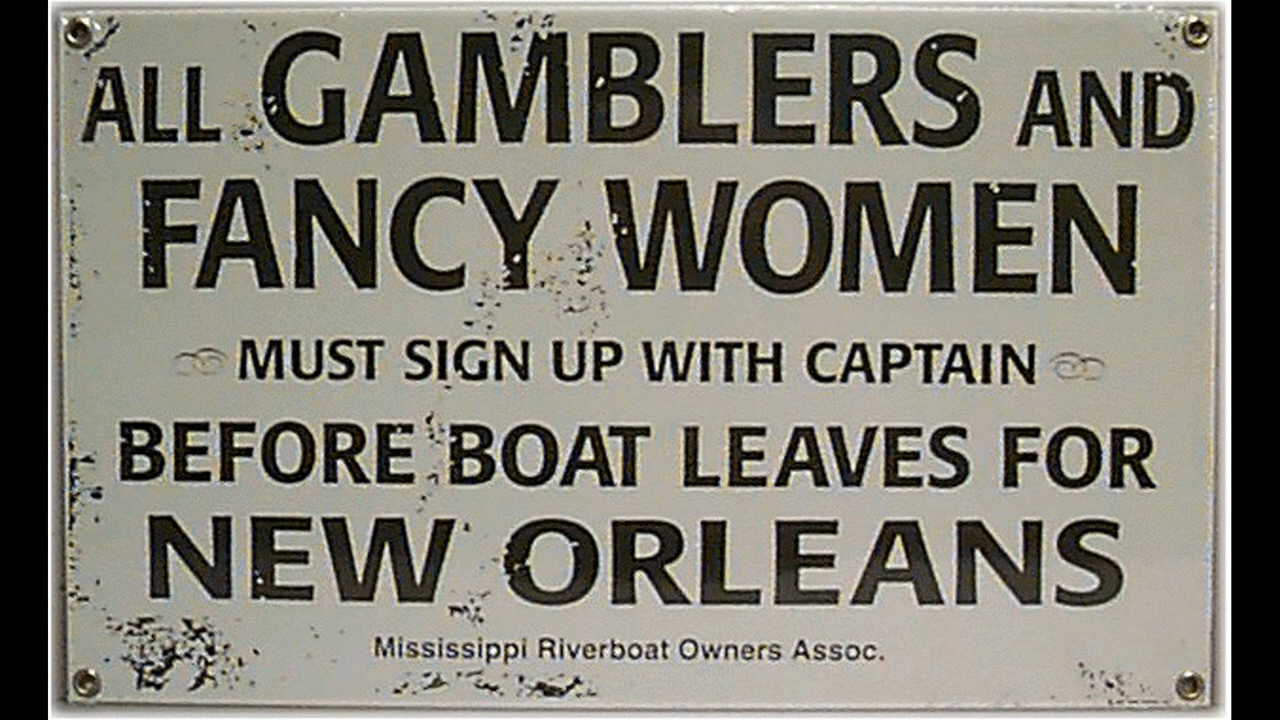 ALL GAMBLERS AND
FANCY WOMEN
MUST SIGN UP WITH CAPTAIN
BEFORE BOAT LEAVES FOR
NEW ORLEANS
Mississippi Riverboat Owners Assoc.